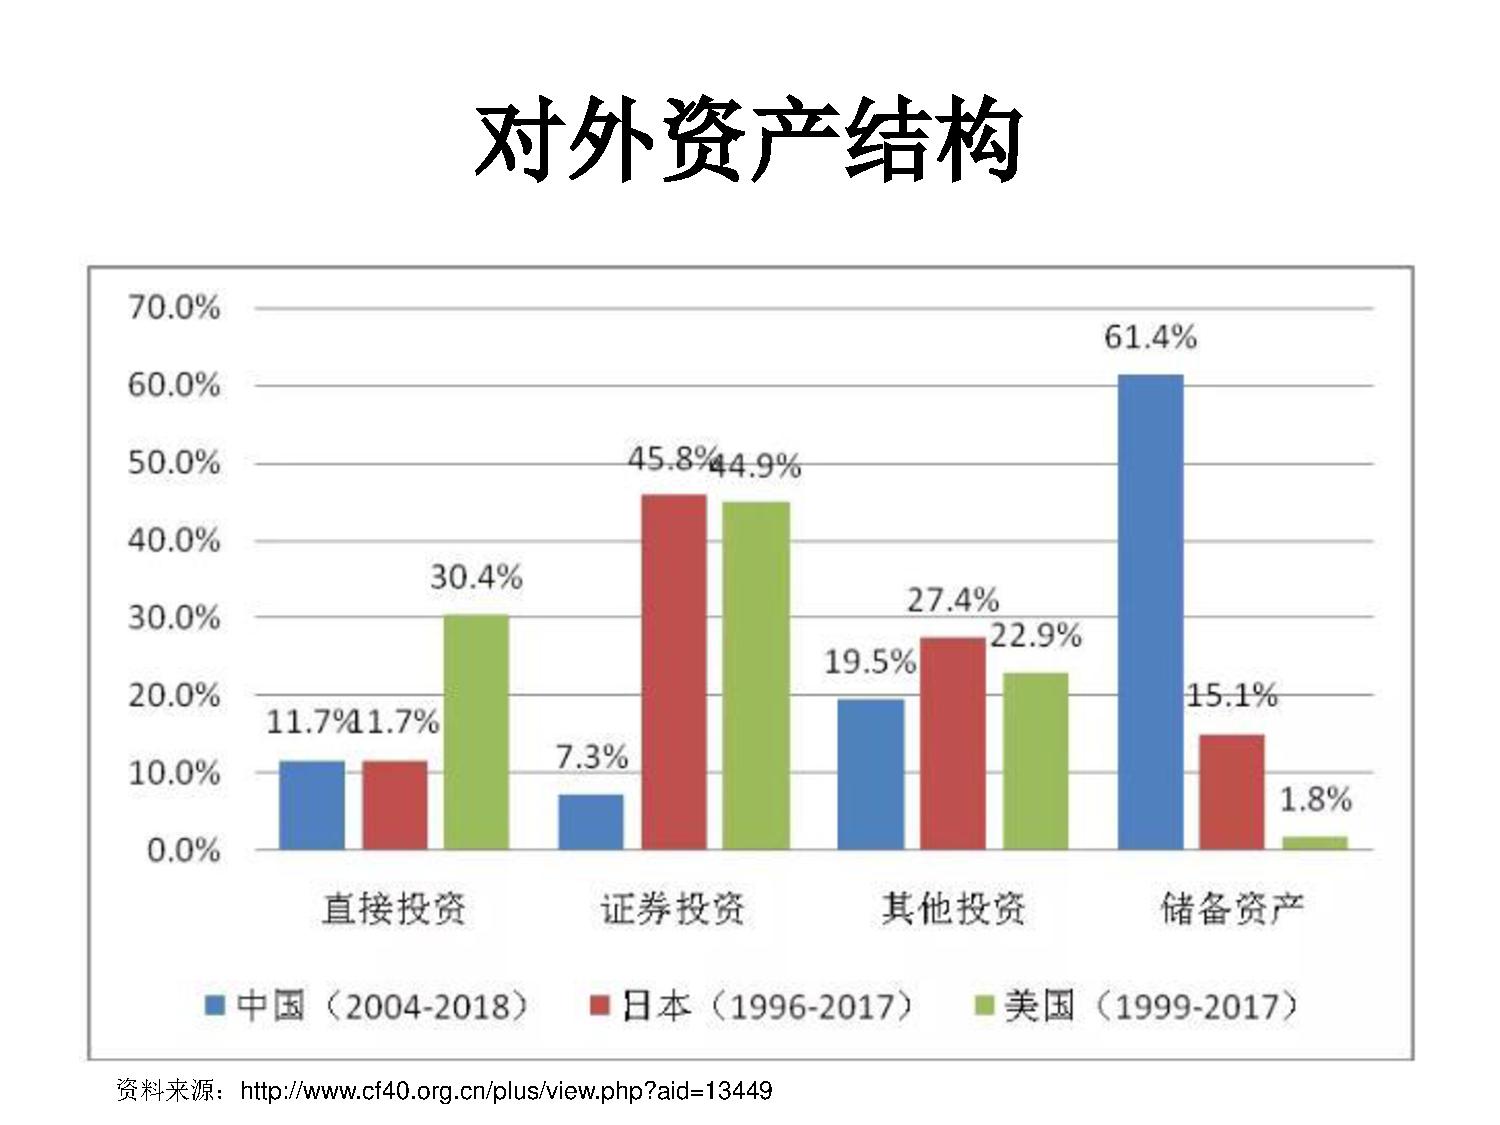 对外资产结构
70.0%
60.0%
50.0%
40.0%
30.0%
20.0%
10.0%
0.0%
11.7%
11.7%
30.4%
7.3%
45.8%
44.9%
19.5%
27.4%
22.9%
61.4%
15.1%
1.8%
直接投资
证券投资
其他投资
储备资产
中国（2004-2018）
日本（1996-2017）
美国（1999-2017）
资料来源：http://www.cf40.org.cn/plus/view.php?aid=13449